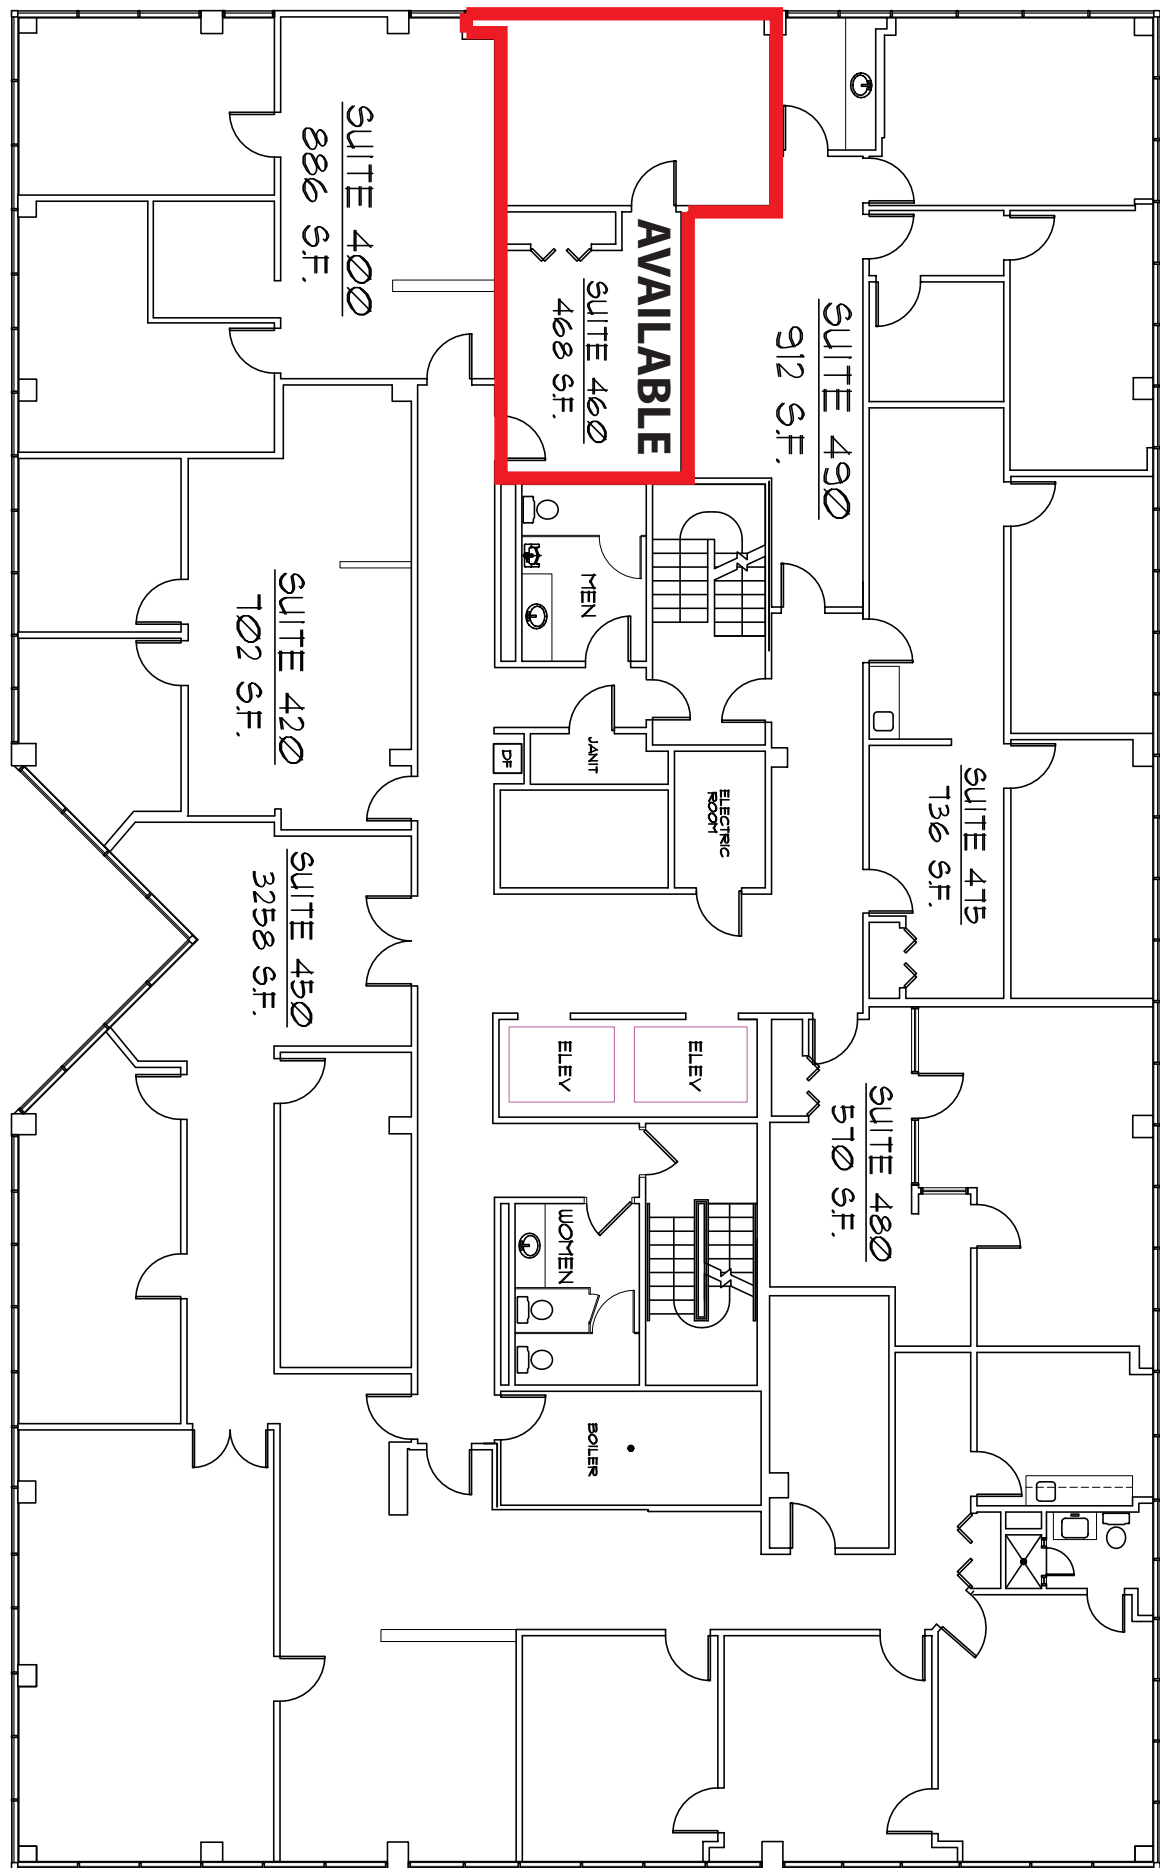 SUITE 400
886 S.F.
AVAILABLE
SUITE 460
468 S.F.
SUITE 490
912 S.F.
MEN
SUITE 420
702 S.F.
JANIT
DF
ELECTRIC
ROOM
SUITE 475
736 S.F.
SUITE 450
3258 S.F.
ELEV
ELEV
SUITE 480
570 S.F.
WOMEN
BOILER